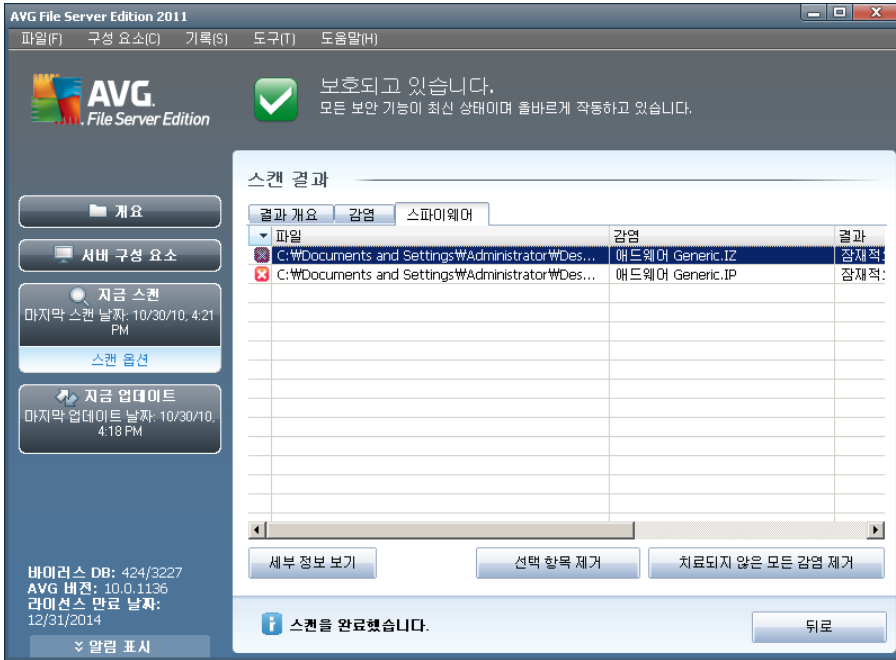 AVG File Server Edition 2011
파일(F) 구성 요소(C) 기록(S) 도구(T) 도움말(H)
AVG.
File Server Edition
보호되고 있습니다.
모든 보안 기능이 최신 상태이며 올바르게 작동하고 있습니다.
개요
서버 구성 요소
지금 스캔
마지막 스캔 날짜: 10/30/10, 4:21
PM
스캔 옵션
지금 업데이트
마지막 업데이트 날짜: 10/30/10,
4:18 PM
바이러스 DB: 424/3227
AVG 버전: 10.0.1136
라이선스 만료 날짜:
12/31/2014
알림 표시
스캔 결과
결과 개요 감염 스파이웨어
파일 감염 결과
C:₩Documents and Settings₩Administrator₩Des... 애드웨어 Generic.IZ 잠재적
C:₩Documents and Settings₩Administrator₩Des... 애드웨어 Generic.IP 잠재적
세부 정보 보기 선택 항목 제거 치료되지 않은 모든 감염 제거
스캔을 완료했습니다.
뒤로